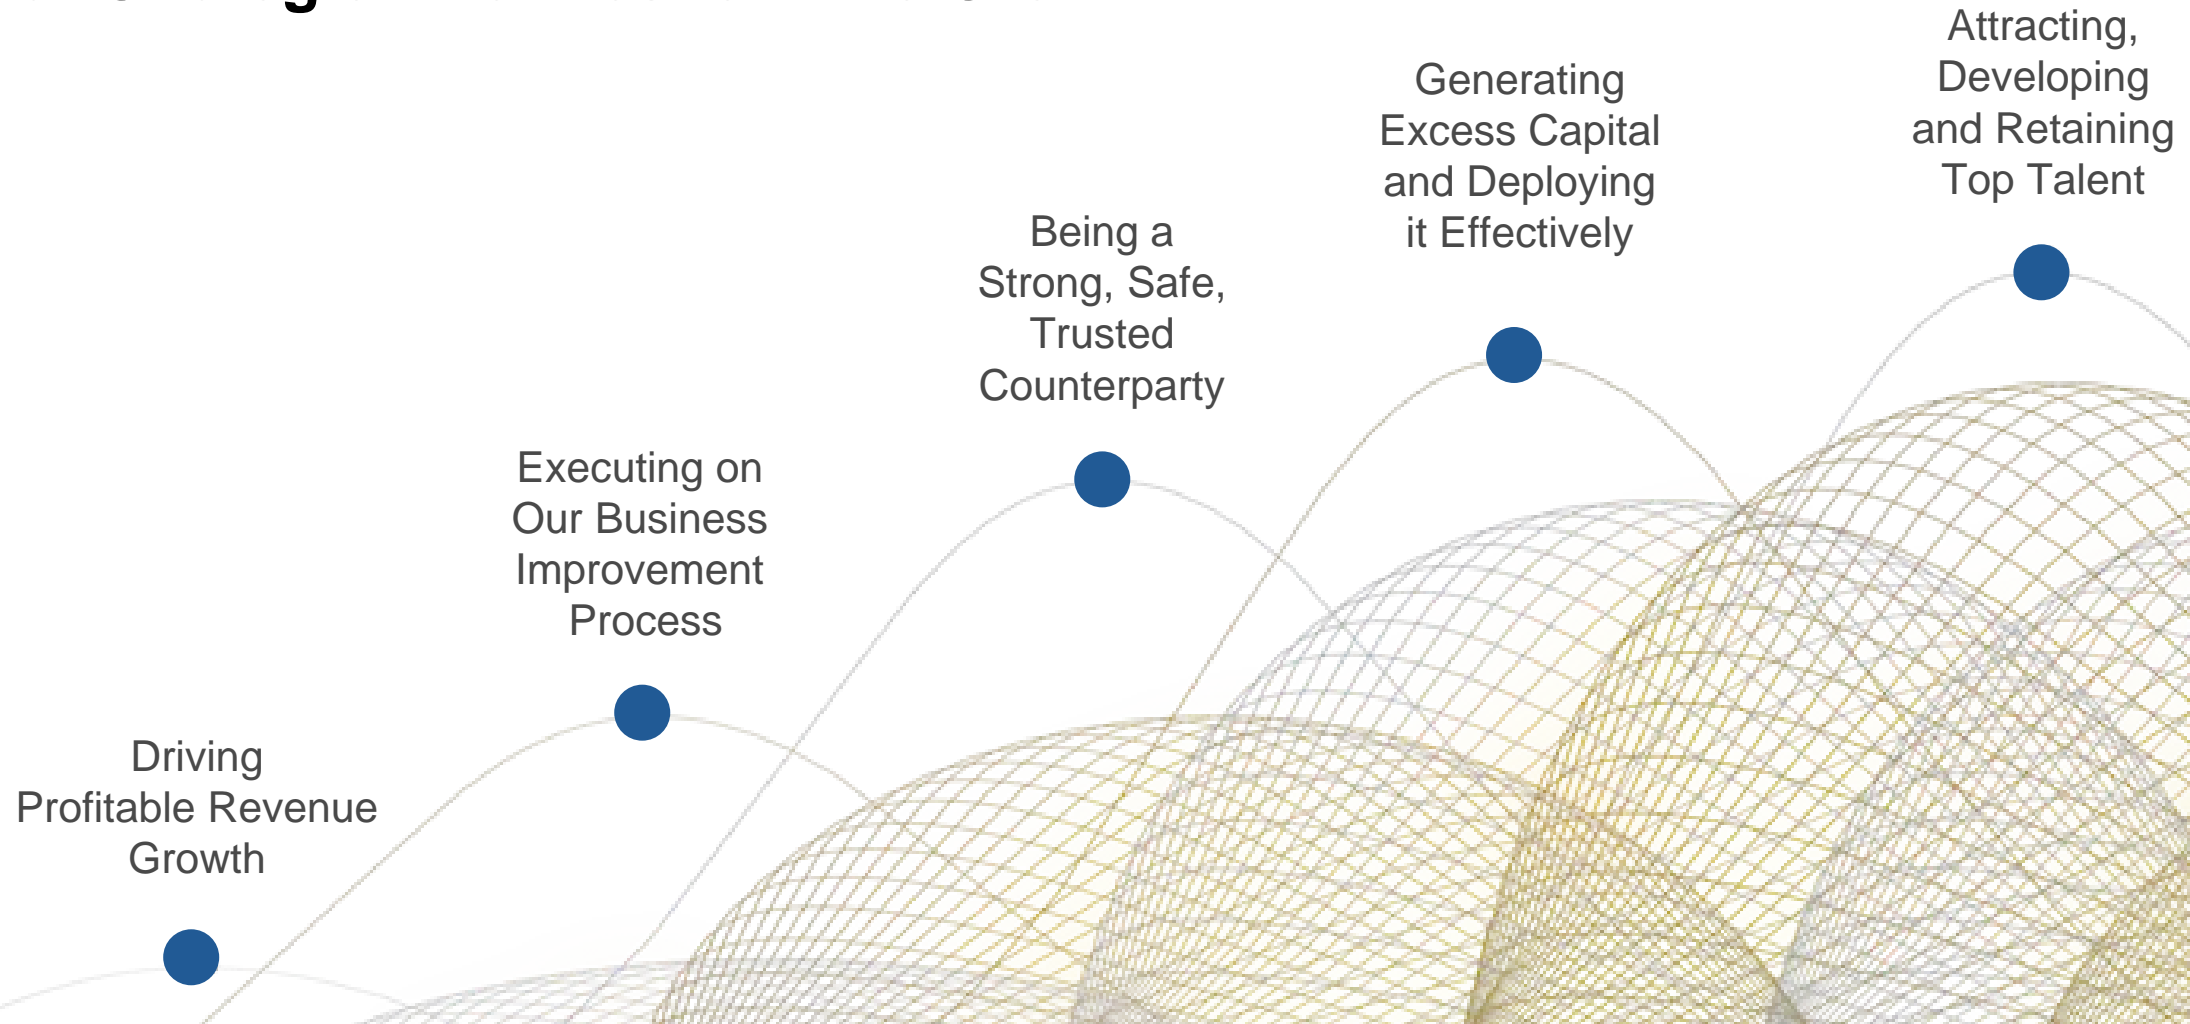 Attracting,
Developing
and Retaining
Top Talent
Generating
Excess Capital
and Deploying
it Effectively
Being a
Strong, Safe,
Trusted
Counterparty
Executing on
Our Business
Improvement
Process
Driving
Profitable Revenue
Growth